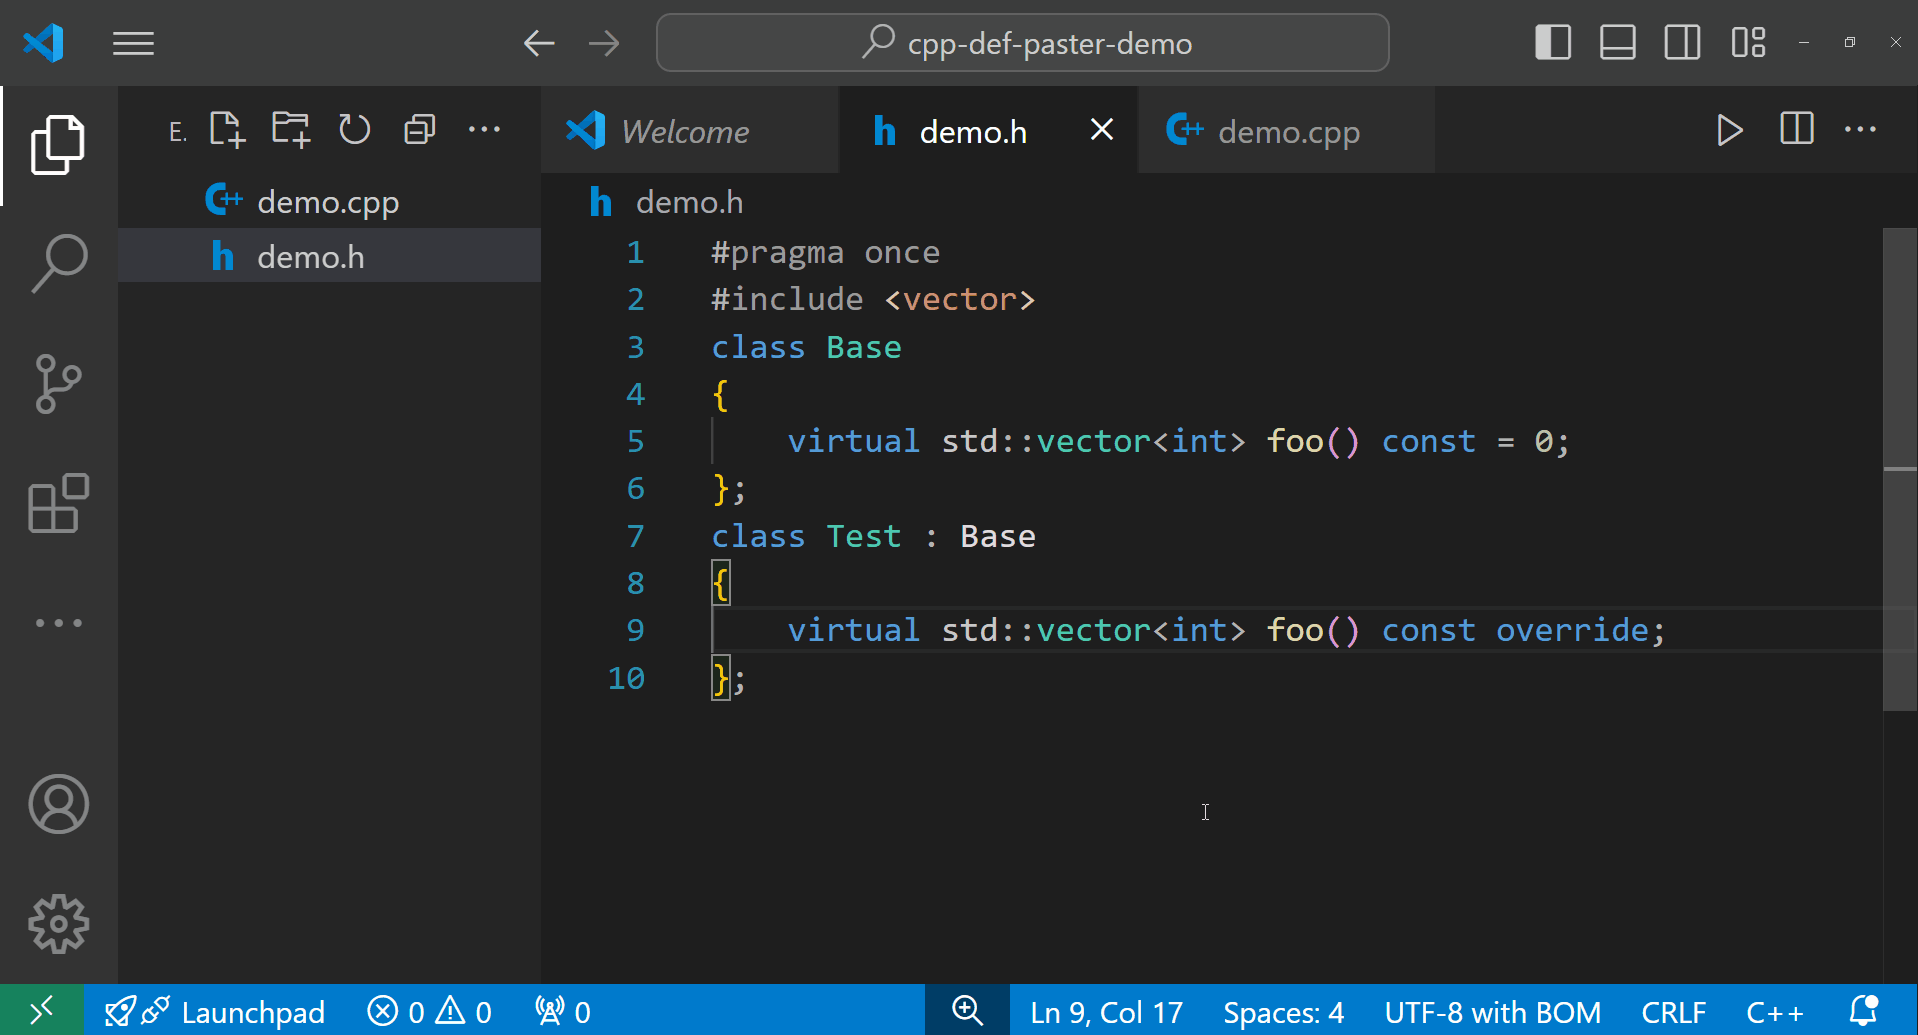 cpp-def-paster-demo
E.
Welcome
demo.h
demo.cpp
demo.cpp
demo.h
demo.h
1 #pragma once
2 #include <vector>
3 class Base
4 {
5 virtual std::vector<int> foo() const = 0;
6 };
7 class Test : Base
8 {
9 virtual std::vector<int> foo() const override;
10 };
Launchpad 0 0 0 Ln 9, Col 17 Spaces: 4 UTF-8 with BOM CRLF C++